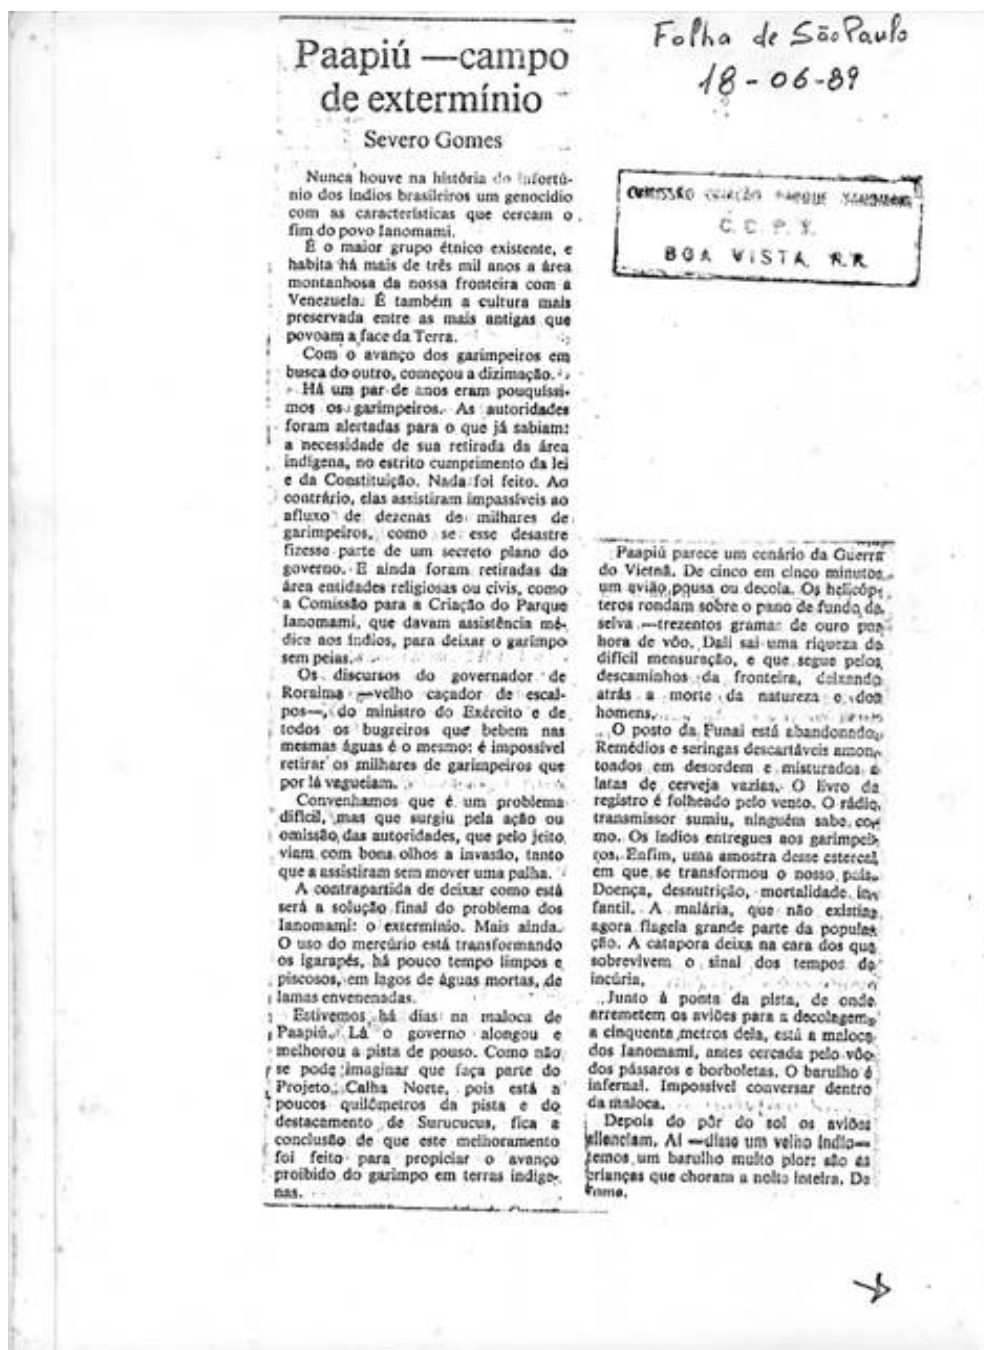 Folha de São Paulo
18-06-89
COMISSÃO CRIAÇÃO PARQUE YANOMAMI
C. C. P. Y.
BOA VISTA R.R
Paapiú —campo
de extermínio
Severo Gomes
Nunca houve na história do infortú-
nio dos índios brasileiros um genocídio
com as características que cercam o
fim do povo Ianomami.
É o maior grupo étnico existente, e
habita há mais de três mil anos a área
montanhosa da nossa fronteira com a
Venezuela. É também a cultura mais
preservada entre as mais antigas que
povoam a face da Terra.
Com o avanço dos garimpeiros em
busca do outro, começou a dizimação.
Há um par de anos eram pouquíssi-
mos os garimpeiros. As autoridades
foram alertadas para o que já sabiam:
a necessidade de sua retirada da área
indígena, no estrito cumprimento da lei
e da Constituição. Nada foi feito. Ao
contrário, elas assistiram impassíveis ao
afluxo de dezenas de milhares de
garimpeiros, como se esse desastre
fizesse parte de um secreto plano do
governo. E ainda foram retiradas da
área entidades religiosas ou civis, como
a Comissão para a Criação do Parque
Ianomami, que davam assistência mé-
dica aos índios, para deixar o garimpo
sem peias.
Os discursos do governador de
Roraima —velho caçador de escal-
pos—, do ministro do Exército e de
todos os bugreiros que bebem nas
mesmas águas é o mesmo: é impossível
retirar os milhares de garimpeiros que
por lá vagueiam.
Convenhamos que é um problema
difícil, mas que surgiu pela ação ou
omissão das autoridades, que pelo jeito
viam com bons olhos a invasão, tanto
que a assistiram sem mover uma palha.
A contrapartida de deixar como está
será a solução final do problema dos
Ianomami: o extermínio. Mais ainda.
O uso do mercúrio está transformando
os igarapés, há pouco tempo limpos e
piscosos, em lagos de águas mortas, de
lamas envenenadas.
Estivemos há dias na maloca de
Paapiú. Lá o governo alongou e
melhorou a pista de pouso. Como não
se pode imaginar que faça parte do
Projeto Calha Norte, pois está a
poucos quilômetros da pista e do
destacamento de Surucucus, fica a
conclusão de que este melhoramento
foi feito para propiciar o avanço
proibido do garimpo em terras indíge-
nas.
Paapiú parece um cenário da Guerra
do Vietnã. De cinco em cinco minutos
um avião pousa ou decola. Os helicóp-
teros rondam sobre o pano de fundo da
selva —trezentos gramas de ouro por
hora de vôo. Dali sai uma riqueza de
difícil mensuração, e que segue pelos
descaminhos da fronteira, deixando
atrás a morte da natureza e dos
homens.
O posto da Funai está abandonado.
Remédios e seringas descartáveis amon-
toados em desordem e misturados a
latas de cerveja vazias. O livro de
registro é folheado pelo vento. O rádio
transmissor sumiu, ninguém sabe co-
mo. Os índios entregues aos garimpei-
ros. Enfim, uma amostra desse estercal
em que se transformou o nosso país.
Doença, desnutrição, mortalidade in-
fantil. A malária, que não existia,
agora flagela grande parte da popula-
ção. A catapora deixa na cara dos que
sobrevivem o sinal dos tempos da
incúria.
Junto à ponta da pista, de onde
arremetem os aviões para a decolagem,
a cinquenta metros dela, está a maloca
dos Ianomami, antes cercada pelo vôo
dos pássaros e borboletas. O barulho é
infernal. Impossível conversar dentro
da maloca.
Depois do pôr do sol os aviões
silenciam. Aí —disse um velho índio—
temos um barulho muito pior: são as
crianças que choram a noite inteira. De
fome.